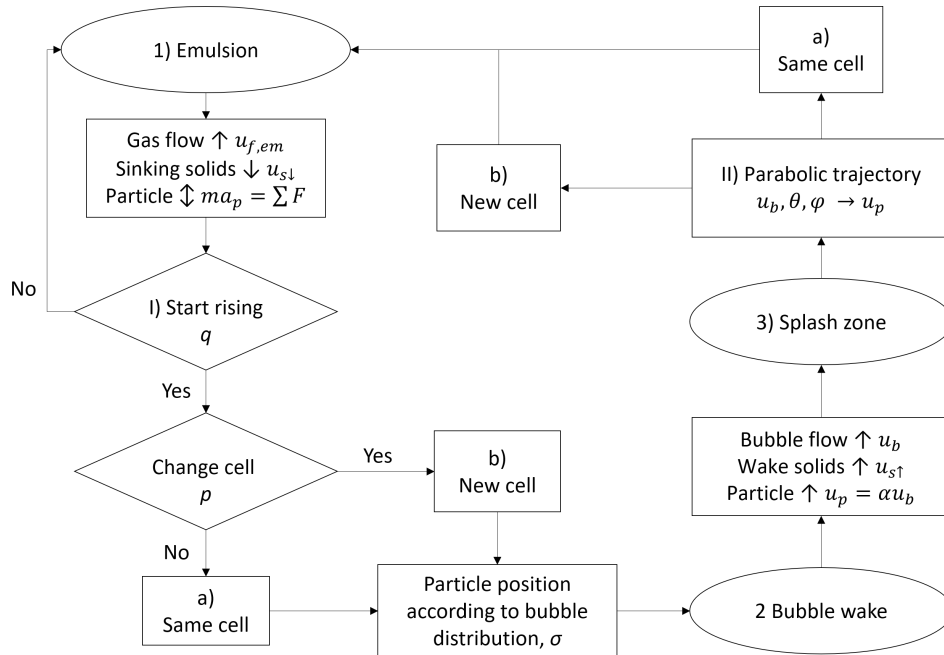 1) Emulsion
Gas flow ↑ u_{f,em}
Sinking solids ↓ u_{s↓}
Particle ↕ ma_p = ∑ F
No
I) Start rising
q
Yes
Change cell
p
Yes
b)
New cell
No
a)
Same cell
Particle position
according to bubble
distribution, σ
2 Bubble wake
Bubble flow ↑ u_b
Wake solids ↑ u_{s↑}
Particle ↑ u_p = αu_b
3) Splash zone
II) Parabolic trajectory
u_b, θ, φ → u_p
b)
New cell
a)
Same cell